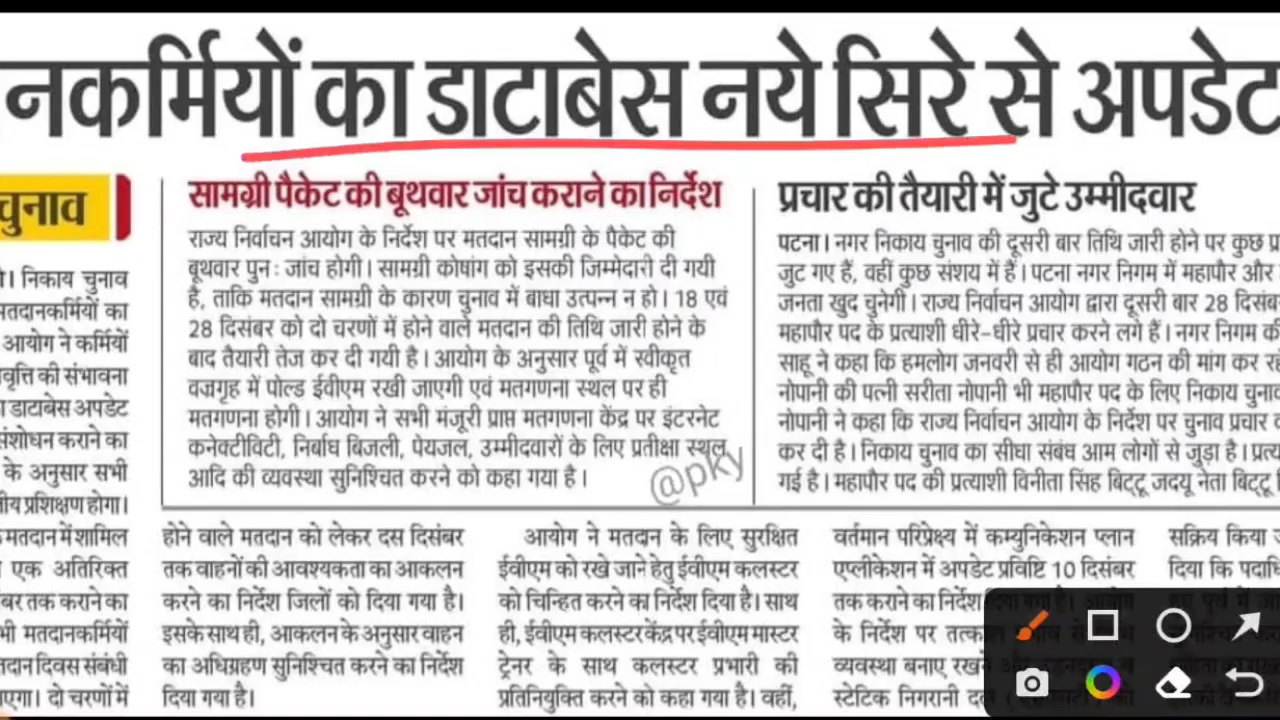 नकर्मियों का डाटाबेस नये सिरे से अपडेट
चुनाव
। निकाय चुनाव
मतदानकर्मियों का
आयोग ने कर्मियों
की संभावना
डाटाबेस अपडेट
संशोधन कराने का
के अनुसार सभी
प्रशिक्षण होगा।
मतदान में शामिल
एक अतिरिक्त
तक कराने का
मतदानकर्मियों
दिवस संबंधी
दो चरणों में
सामग्री पैकेट की बूथवार जांच कराने का निर्देश
राज्य निर्वाचन आयोग के निर्देश पर मतदान सामग्री के पैकेट की
बूथवार पुन: जांच होगी। सामग्री कोषांग को इसकी जिम्मेदारी दी गयी
है, ताकि मतदान सामग्री के कारण चुनाव में बाधा उत्पन्न न हो। 18 एवं
28 दिसंबर को दो चरणों में होने वाले मतदान की तिथि जारी होने के
बाद तैयारी तेज कर दी गयी है। आयोग के अनुसार पूर्व में स्वीकृत
वज्रगृह में पोल्ड ईवीएम रखी जाएगी एवं मतगणना स्थल पर ही
मतगणना होगी। आयोग ने सभी मंजूरी प्राप्त मतगणना केंद्र पर इंटरनेट
कनेक्टीविटी, निर्बाध बिजली, पेयजल, उम्मीदवारों के लिए प्रतीक्षा स्थल
आदि की व्यवस्था सुनिश्चित करने को कहा गया है।
@pky
प्रचार की तैयारी में जुटे उम्मीदवार
पटना। नगर निकाय चुनाव की दूसरी बार तिथि जारी होने पर कुछ
जुट गए हैं, वहीं कुछ संशय में हैं। पटना नगर निगम में महापौर और
जनता खुद चुनेगी। राज्य निर्वाचन आयोग द्वारा दूसरी बार 28
महापौर पद के प्रत्याशी धीरे-धीरे प्रचार करने लगे हैं। नगर निगम
साहू ने कहा कि हमलोग जनवरी से ही आयोग गठन की मांग कर
नोपानी की पत्नी सरीता नोपानी भी महापौर पद के लिए निकाय
नोपानी ने कहा कि राज्य निर्वाचन आयोग के निर्देश पर चुनाव प्रचार
कर दी है। निकाय चुनाव का सीधा संबंध आम लोगों से जुड़ा है।
गई है। महापौर पद की प्रत्याशी विनीता सिंह बिट्टू जदयू नेता बिट्टू
होने वाले मतदान को लेकर दस दिसंबर
तक वाहनों की आवश्यकता का आकलन
करने का निर्देश जिलों को दिया गया है।
इसके साथ ही, आकलन के अनुसार वाहन
का अधिग्रहण सुनिश्चित करने का निर्देश
दिया गया है।
आयोग ने मतदान के लिए सुरक्षित
ईवीएम को रखे जाने हेतु ईवीएम कलस्टर
को चिन्हित करने का निर्देश दिया है। साथ
ही, ईवीएम कलस्टर केंद्र पर ईवीएम मास्टर
ट्रेनर के साथ कलस्टर प्रभारी की
प्रतिनियुक्ति करने को कहा गया है। वहीं,
वर्तमान परिप्रेक्ष्य में कम्युनिकेशन प्लान
एप्लीकेशन में अपडेट प्रविष्टि 10 दिसंबर
तक कराने का निर्देश
के निर्देश पर
व्यवस्था बनाए रखने
स्टेटिक निगरानी
सक्रिय किया
दिया कि